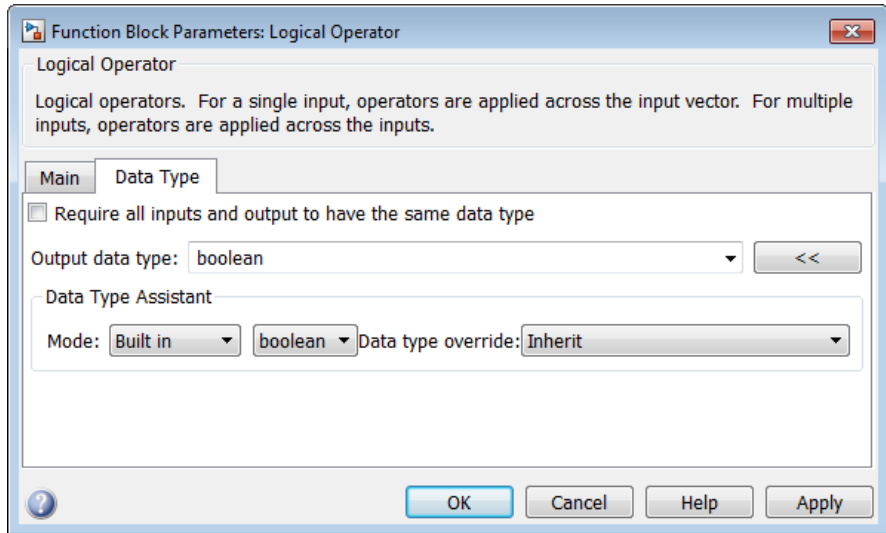 Function Block Parameters: Logical Operator
Logical Operator
Logical operators. For a single input, operators are applied across the input vector. For multiple
inputs, operators are applied across the inputs.
Main Data Type
Require all inputs and output to have the same data type
Output data type: boolean <<
Data Type Assistant
Mode: Built in boolean Data type override: Inherit
? OK Cancel Help Apply